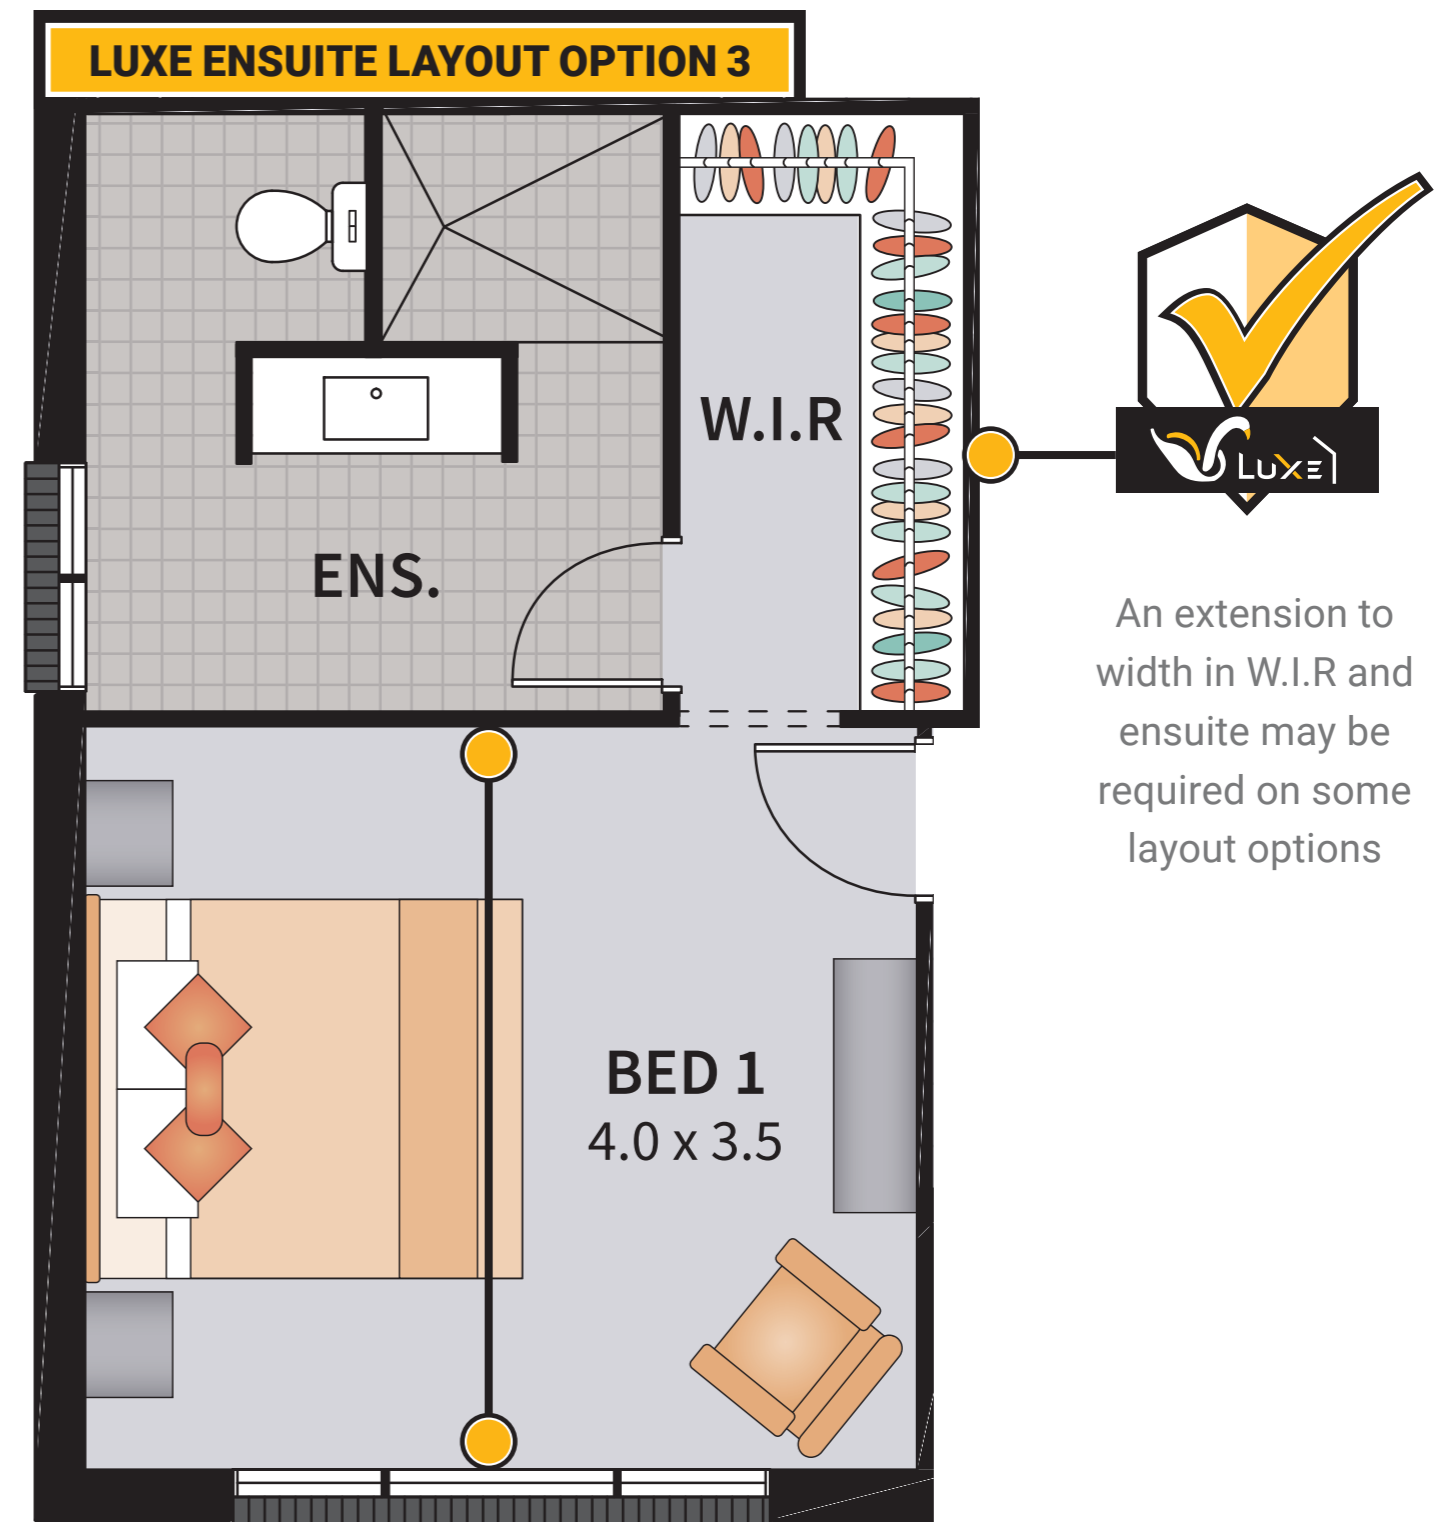 LUXE ENSUITE LAYOUT OPTION 3
W.I.R
LUXE
ENS.
An extension to
width in W.I.R and
ensuite may be
required on some
layout options
BED 1
4.0 x 3.5